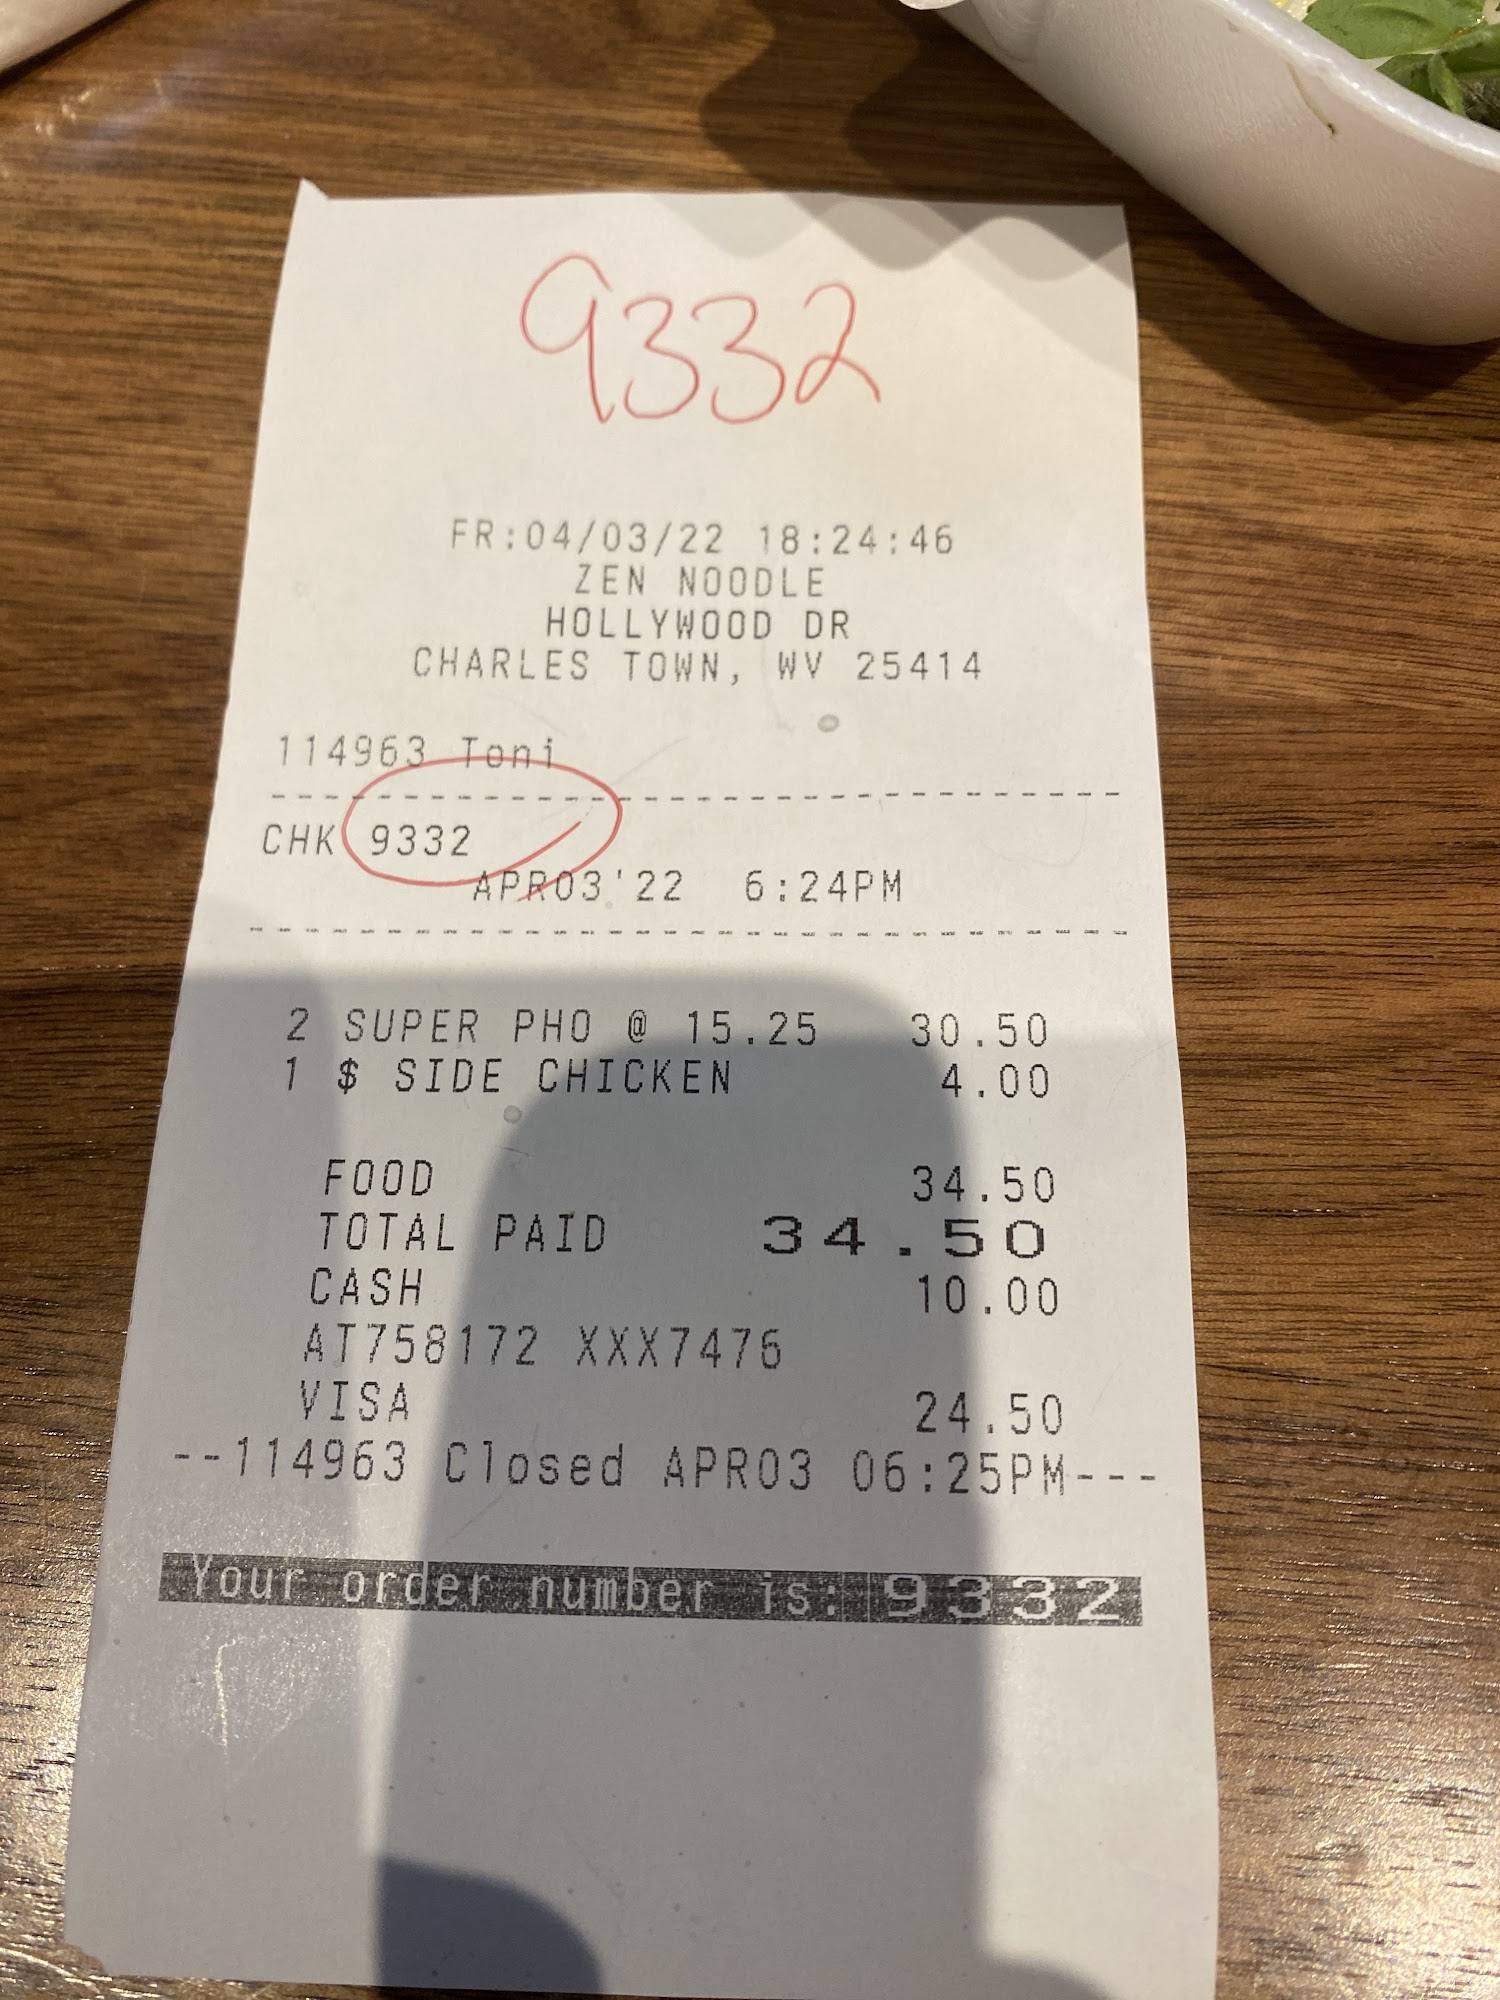 9332
FR:04/03/22 18:24:46
ZEN NOODLE
HOLLYWOOD DR
CHARLES TOWN, WV 25414
114963 Toni
CHK 9332
APR03'22 6:24PM
2 SUPER PHO @ 15.25 30.50
1 $ SIDE CHICKEN 4.00
FOOD 34.50
TOTAL PAID 34.50
CASH 10.00
AT758172 XXX7476
VISA 24.50
--114963 Closed APR03 06:25PM---
Your order number is: 9332